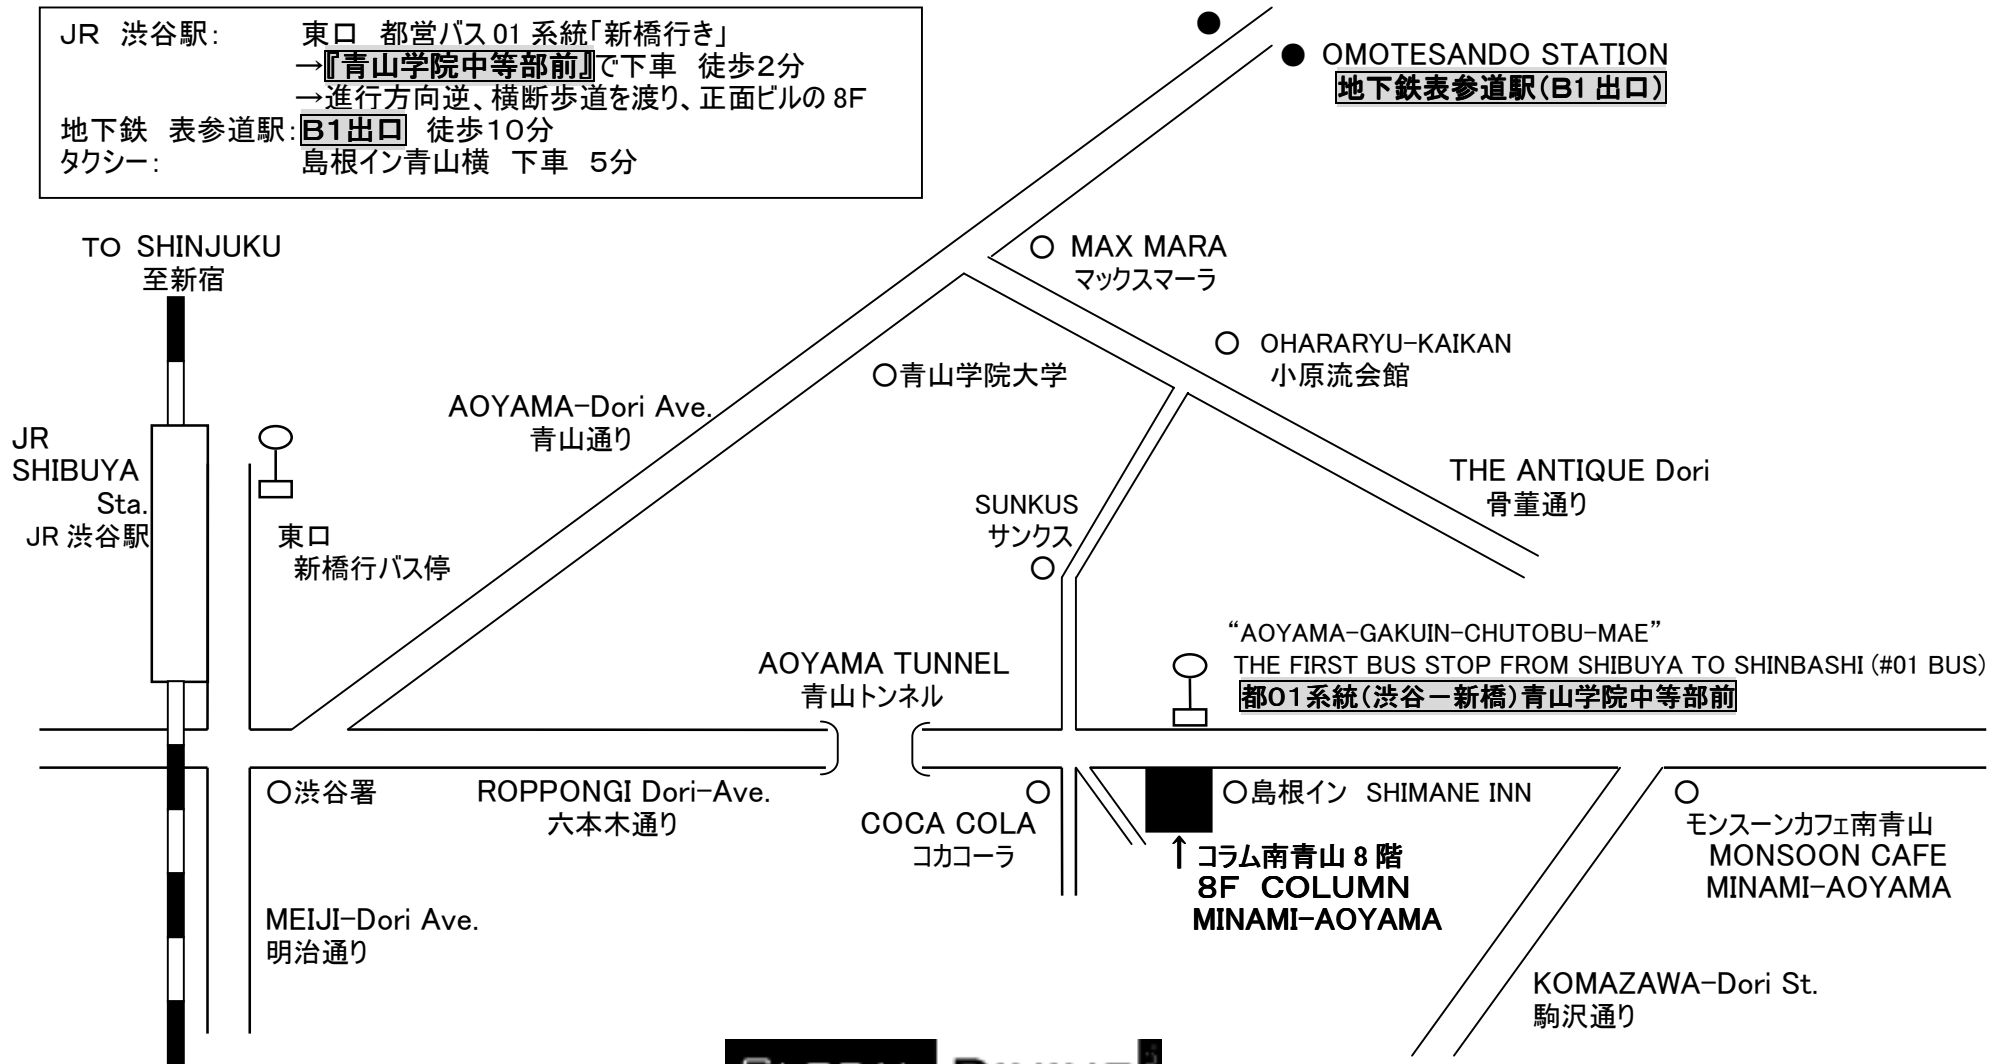 JR 渋谷駅: 東口 都営バス 01 系統「新橋行き」
→『青山学院中等部前』で下車 徒歩2分
→進行方向逆、横断歩道を渡り、正面ビルの 8F
地下鉄 表参道駅:B1出口 徒歩10分
タクシー: 島根イン青山横 下車 5分
OMOTESANDO STATION
地下鉄表参道駅(B1 出口)
TO SHINJUKU
至新宿
MAX MARA
マックスマーラ
OHARARYU-KAIKAN
小原流会館
青山学院大学
AOYAMA-Dori Ave.
青山通り
JR
SHIBUYA
Sta.
JR 渋谷駅
東口
新橋行バス停
THE ANTIQUE Dori
骨董通り
SUNKUS
サンクス
"AOYAMA-GAKUIN-CHUTOBU-MAE"
THE FIRST BUS STOP FROM SHIBUYA TO SHINBASHI (#01 BUS)
都01系統(渋谷-新橋)青山学院中等部前
AOYAMA TUNNEL
青山トンネル
渋谷署
ROPPONGI Dori-Ave.
六本木通り
COCA COLA
コカコーラ
島根イン SHIMANE INN
↑ コラム南青山 8 階
8F COLUMN
MINAMI-AOYAMA
モンスーンカフェ南青山
MONSOON CAFE
MINAMI-AOYAMA
MEIJI-Dori Ave.
明治通り
KOMAZAWA-Dori St.
駒沢通り